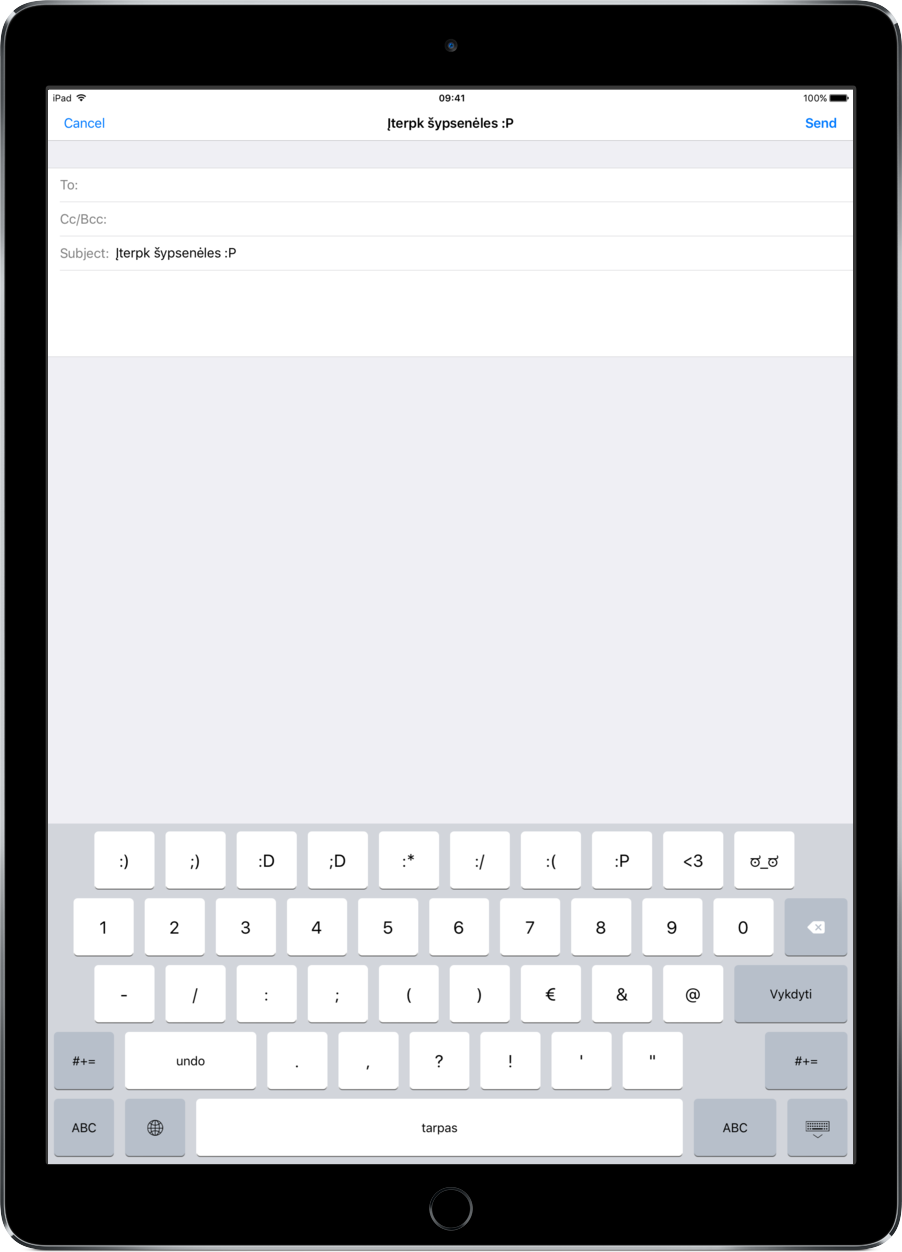 iPad 09:41 100%
Cancel Įterpk šypsenėles :P Send
To:
Cc/Bcc:
Subject: Įterpk šypsenėles :P
:) ;) :D ;D :* :/ :( :P <3 ಠ_ಠ
1 2 3 4 5 6 7 8 9 0
- / : ; ( ) € & @ Vykdyti
#+= undo . , ? ! ' " #+=
ABC tarpas ABC